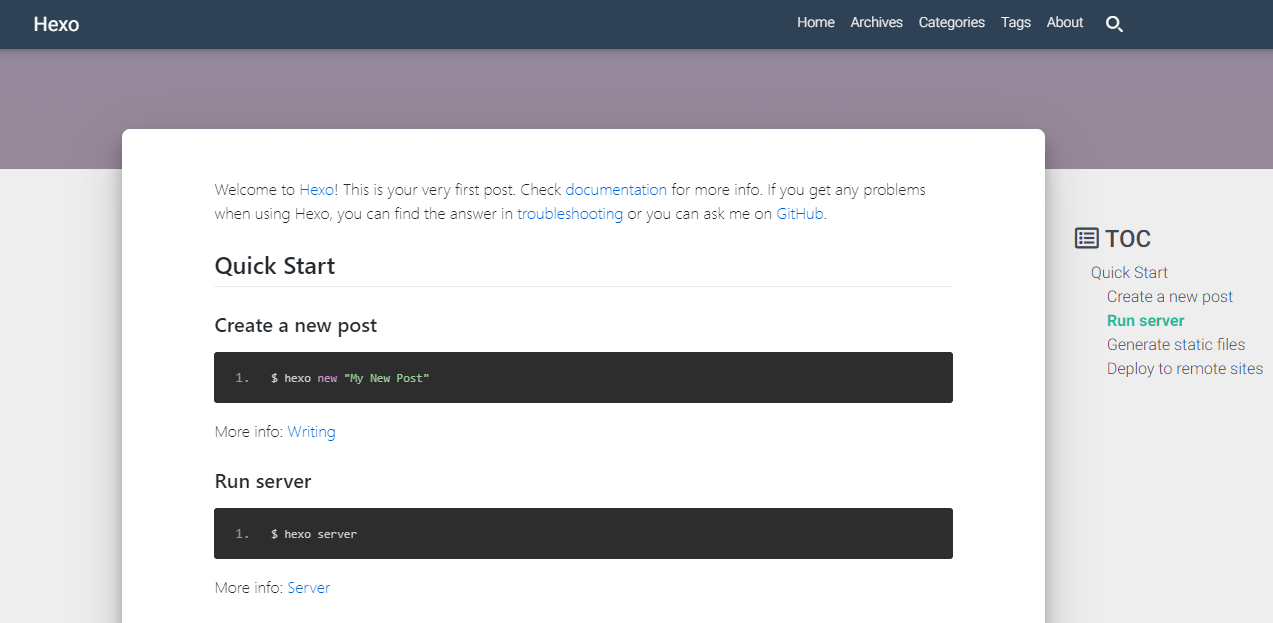 Hexo
Home Archives Categories Tags About
Welcome to Hexo! This is your very first post. Check documentation for more info. If you get any problems
when using Hexo, you can find the answer in troubleshooting or you can ask me on GitHub.
Quick Start
Create a new post
1. $ hexo new "My New Post"
More info: Writing
Run server
1. $ hexo server
More info: Server
TOC
Quick Start
Create a new post
Run server
Generate static files
Deploy to remote sites